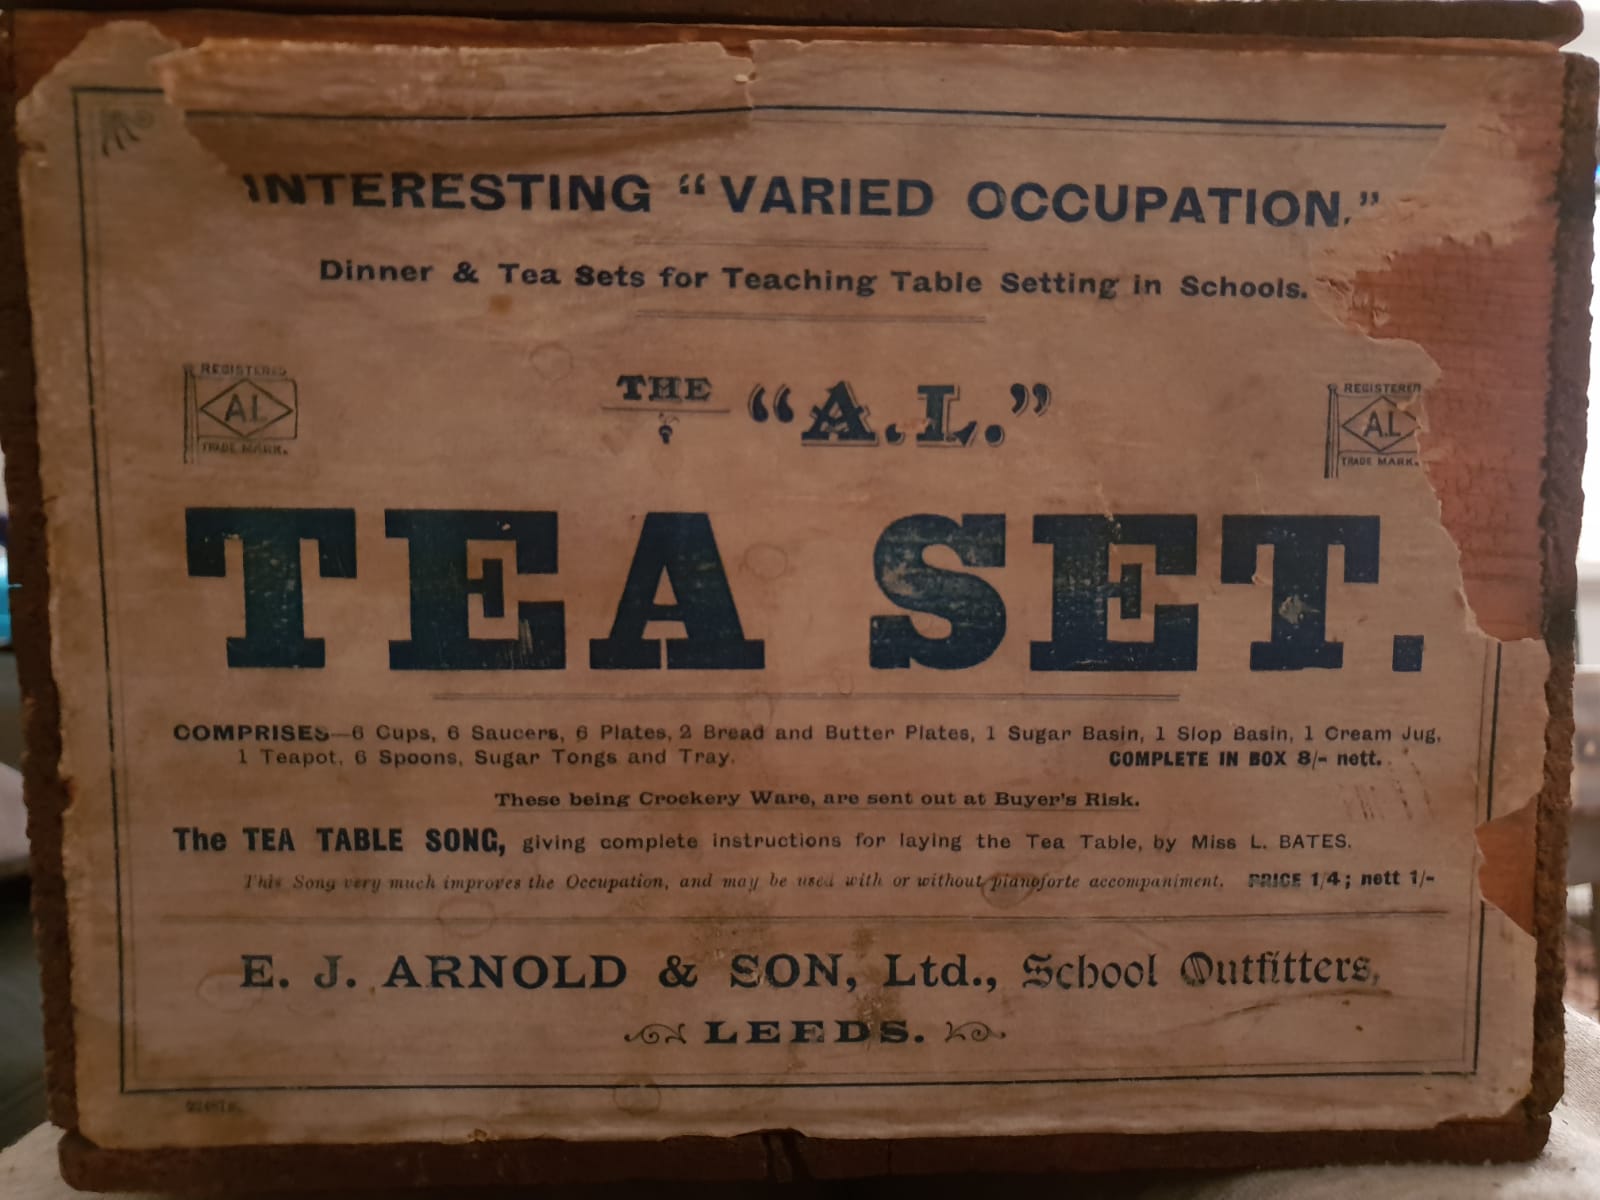 INTERESTING “VARIED OCCUPATION.”
Dinner & Tea Sets for Teaching Table Setting in Schools.
REGISTERED
A.L
TRADE MARK.
THE “A.L.”
REGISTERED
A.L
TRADE MARK.
TEA SET.
COMPRISES—6 Cups, 6 Saucers, 6 Plates, 2 Bread and Butter Plates, 1 Sugar Basin, 1 Slop Basin, 1 Cream Jug,
1 Teapot, 6 Spoons, Sugar Tongs and Tray. COMPLETE IN BOX 8/- nett.
These being Crockery Ware, are sent out at Buyer's Risk.
The TEA TABLE SONG, giving complete instructions for laying the Tea Table, by Miss L. BATES.
This Song very much improves the Occupation, and may be used with or without pianoforte accompaniment. PRICE 1/4; nett 1/-
E. J. ARNOLD & SON, Ltd., School Outfitters,
LEEDS.